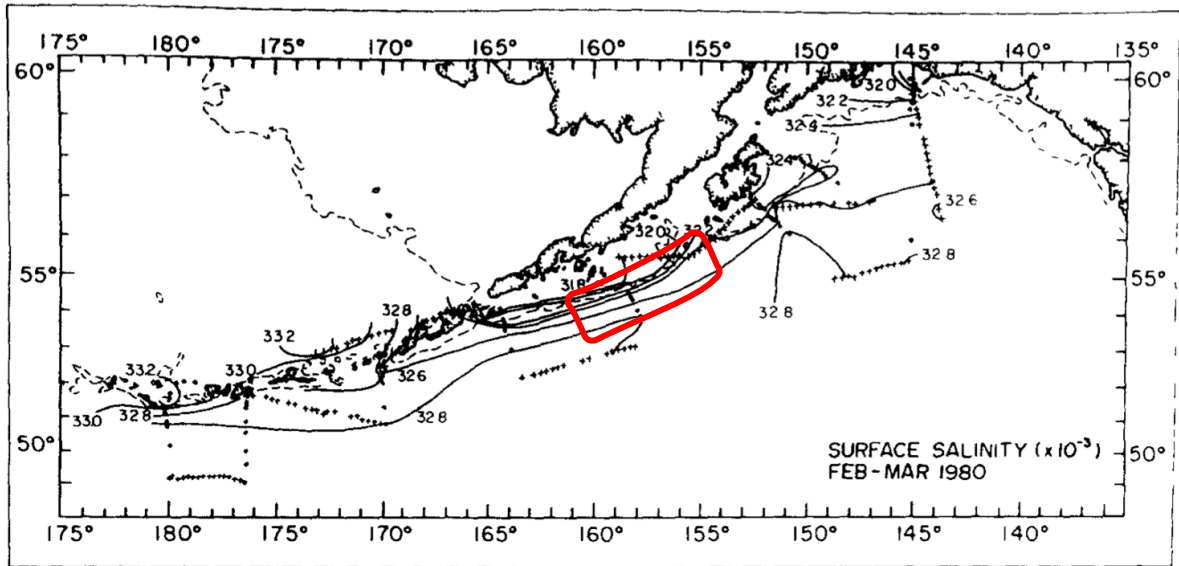 175° 180° 175° 170° 165° 160° 155° 150° 145° 140° 135°
60° 60°
320
322
324
324
326
320 322
55° 328 55°
318
328
328
332
332 330 326
330 328 328
50° 50°
SURFACE SALINITY (x10⁻³)
FEB-MAR 1980
175° 180° 175° 170° 165° 160° 155° 150° 145° 140°